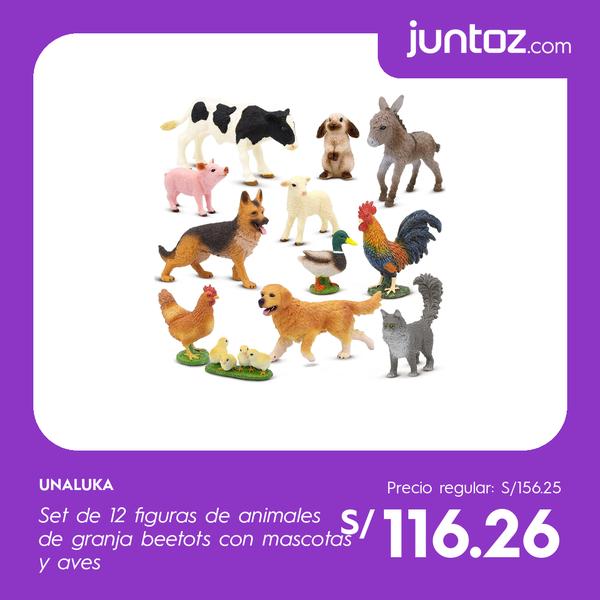 juntoz.com
UNALUKA
Set de 12 figuras de animales
de granja beetots con mascotas
y aves
Precio regular: S/156.25
S/116.26